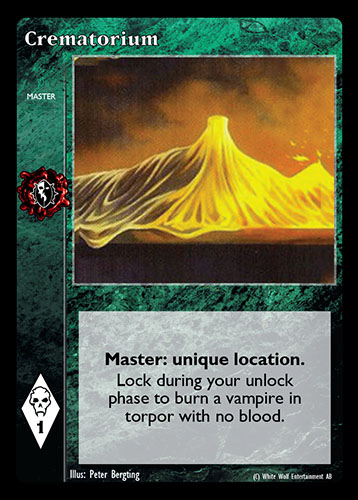 Crematorium
MASTER
Master: unique location.
Lock during your unlock
phase to burn a vampire in
torpor with no blood.
1
Illus: Peter Bergting
(C) White Wolf Entertainment AB